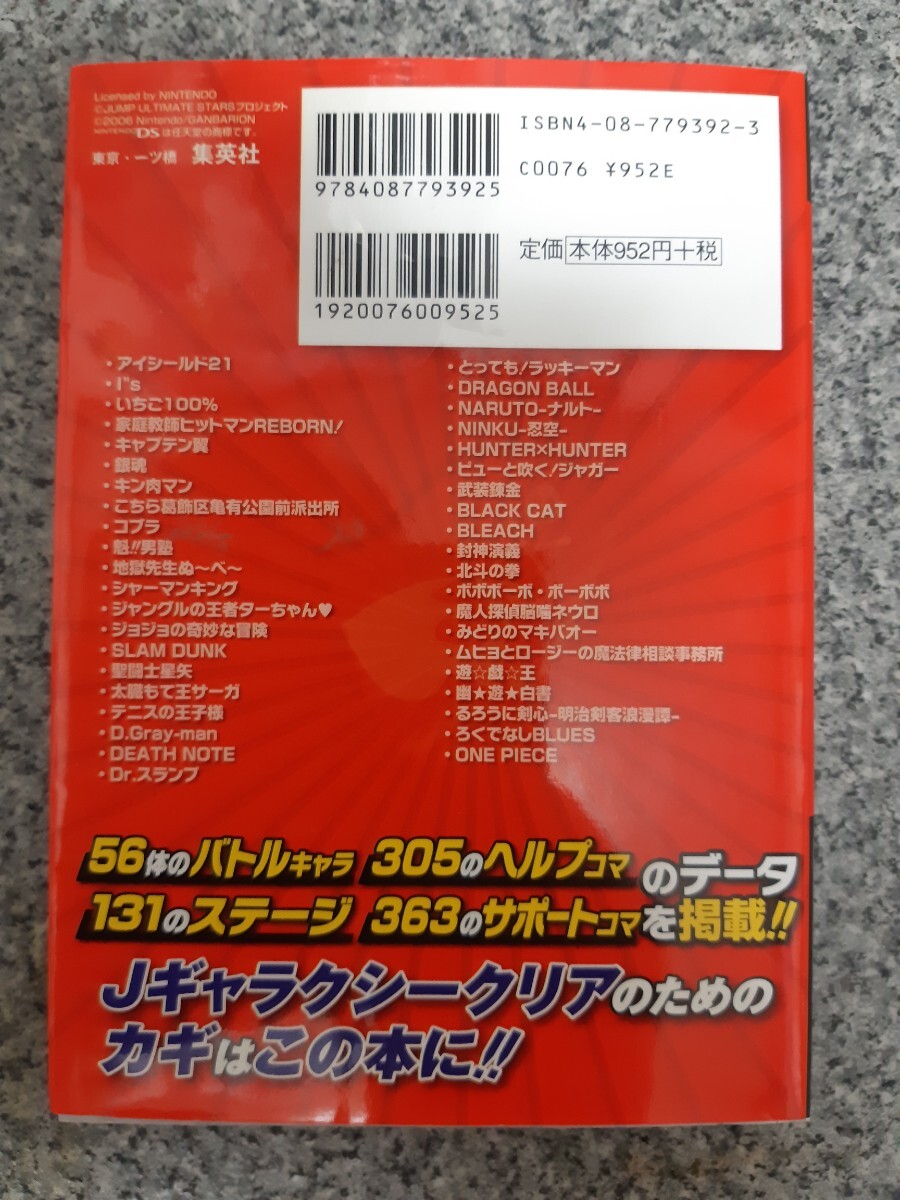 Licensed by NINTENDO
©JUMP ULTIMATE STARSプロジェクト
©2006 Nintendo/GANBARION
NINTENDO DSは任天堂の商標です。
東京・一ツ橋 集英社
ISBN4-08-779392-3
C0076 ¥952E
9784087793925
定価 本体952円+税
1920076009525
・アイシールド21
・I"s
・いちご100%
・家庭教師ヒットマンREBORN!
・キャプテン翼
・銀魂
・キン肉マン
・こちら葛飾区亀有公園前派出所
・コブラ
・魁!!男塾
・地獄先生ぬ~べ~
・シャーマンキング
・ジャングルの王者ターちゃん♥
・ジョジョの奇妙な冒険
・SLAM DUNK
・聖闘士星矢
・太臓もて王サーガ
・テニスの王子様
・D.Gray-man
・DEATH NOTE
・Dr.スランプ
・とっても!ラッキーマン
・DRAGON BALL
・NARUTO-ナルト-
・NINKU-忍空-
・HUNTER×HUNTER
・ピューと吹く!ジャガー
・武装錬金
・BLACK CAT
・BLEACH
・封神演義
・北斗の拳
・ボボボーボ・ボーボボ
・魔人探偵脳噛ネウロ
・みどりのマキバオー
・ムヒョとロージーの魔法律相談事務所
・遊☆戯☆王
・幽★遊★白書
・るろうに剣心-明治剣客浪漫譚-
・ろくでなしBLUES
・ONE PIECE
56体のバトルキャラ 305のヘルプコマ のデータ
131のステージ 363のサポートコマ を掲載!!
Jギャラクシークリアのための
カギはこの本に!!